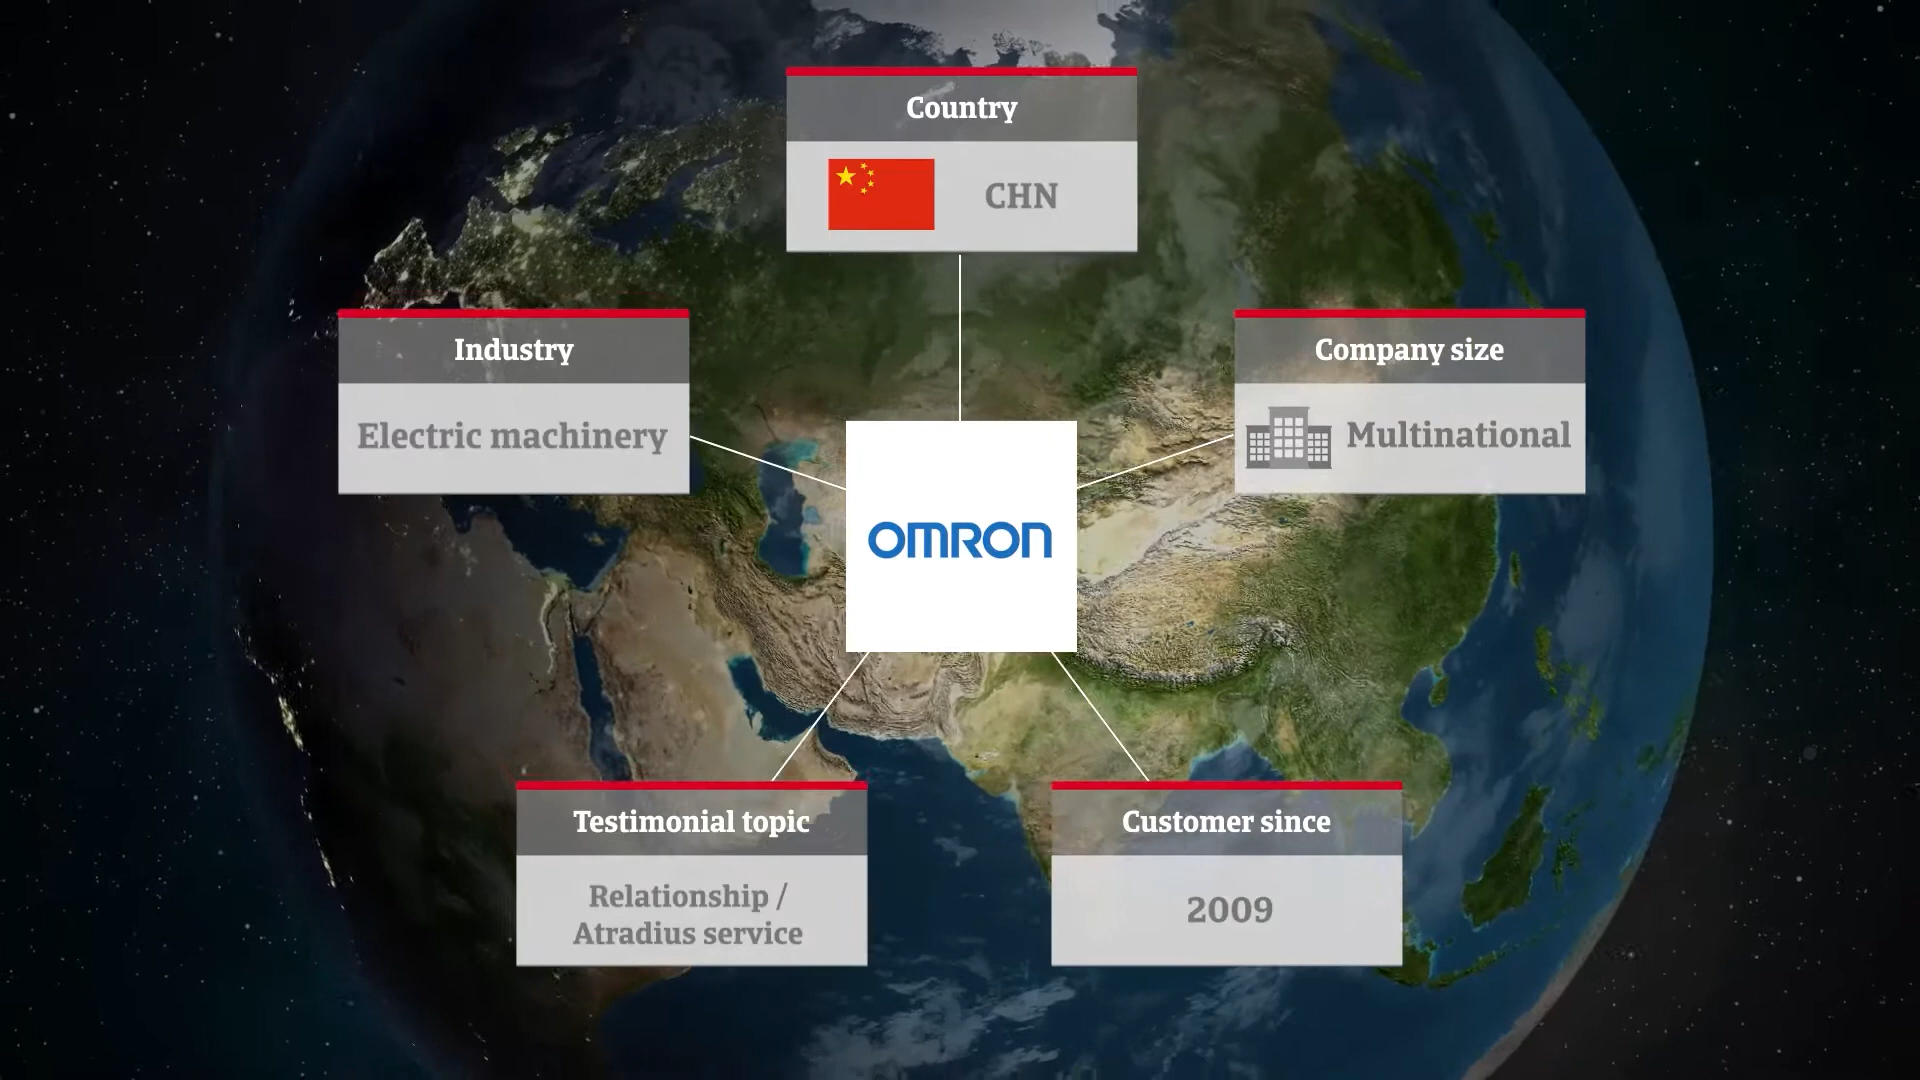 Country
CHN
Industry
Electric machinery
Company size
Multinational
OMRON
Testimonial topic
Relationship /
Atradius service
Customer since
2009